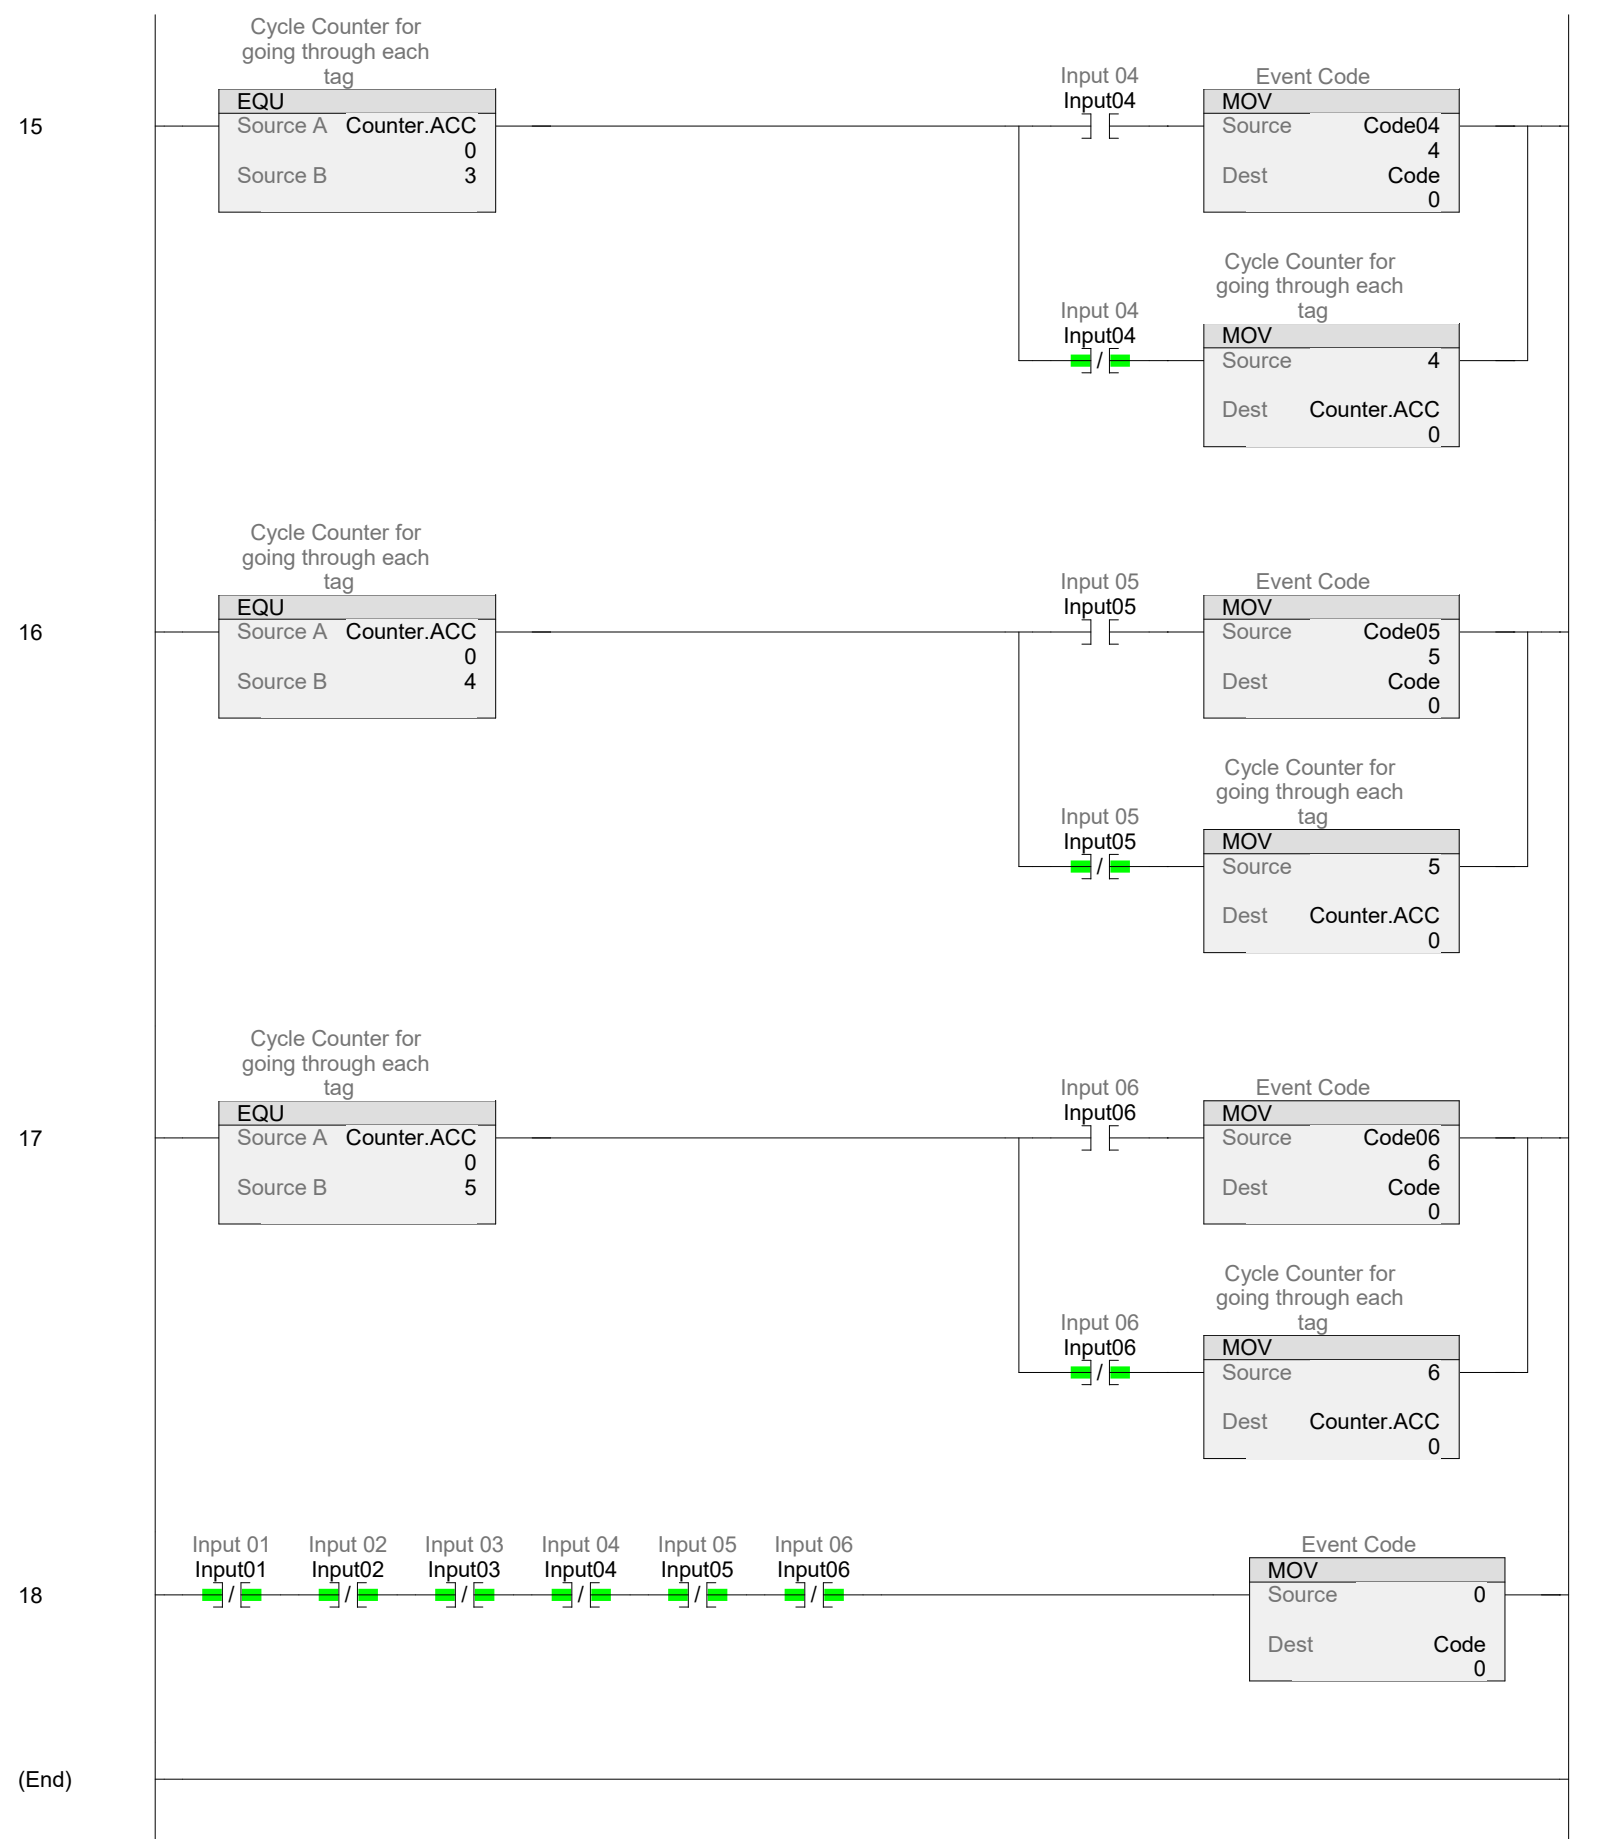 Cycle Counter for
going through each
tag
EQU
Source A Counter.ACC
0
Source B 3
Input 04
Input04
Event Code
MOV
Source Code04
4
Dest Code
0
15
Input 04
Input04
/
Cycle Counter for
going through each
tag
MOV
Source 4
Dest Counter.ACC
0
Cycle Counter for
going through each
tag
EQU
Source A Counter.ACC
0
Source B 4
Input 05
Input05
Event Code
MOV
Source Code05
5
Dest Code
0
16
Input 05
Input05
/
Cycle Counter for
going through each
tag
MOV
Source 5
Dest Counter.ACC
0
Cycle Counter for
going through each
tag
EQU
Source A Counter.ACC
0
Source B 5
Input 06
Input06
Event Code
MOV
Source Code06
6
Dest Code
0
17
Input 06
Input06
/
Cycle Counter for
going through each
tag
MOV
Source 6
Dest Counter.ACC
0
Input 01 Input 02 Input 03 Input 04 Input 05 Input 06
Input01 Input02 Input03 Input04 Input05 Input06
/ / / / / /
Event Code
MOV
Source 0
Dest Code
0
18
(End)